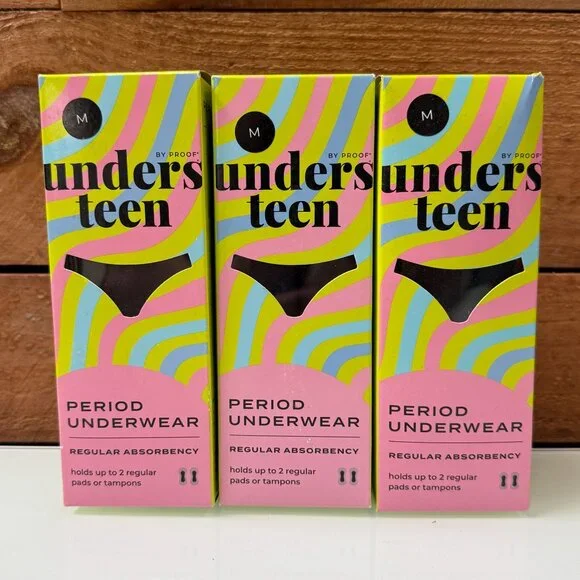 M
BY PROOF®
unders
teen
PERIOD
UNDERWEAR
REGULAR ABSORBENCY
holds up to 2 regular
pads or tampons
M
BY PROOF®
unders
teen
PERIOD
UNDERWEAR
REGULAR ABSORBENCY
holds up to 2 regular
pads or tampons
M
BY PROOF®
unders
teen
PERIOD
UNDERWEAR
REGULAR ABSORBENCY
holds up to 2 regular
pads or tampons